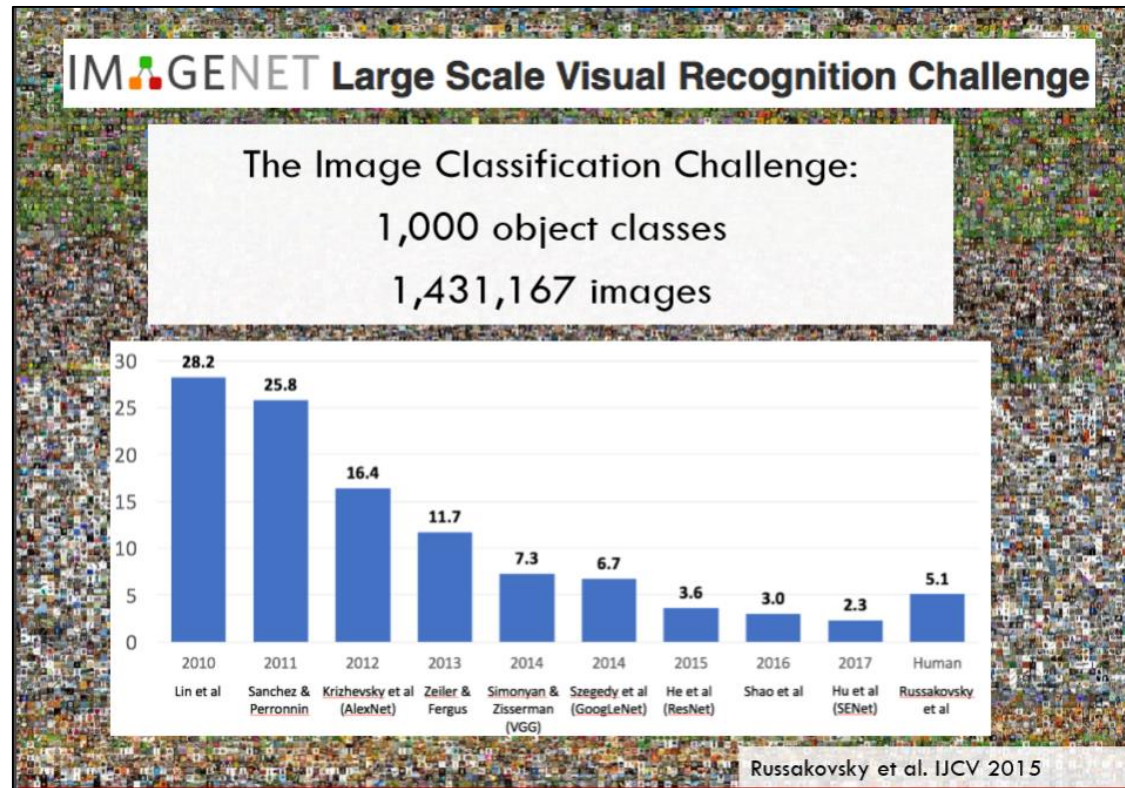 IMAGENET Large Scale Visual Recognition Challenge
The Image Classification Challenge:
1,000 object classes
1,431,167 images
30
25
20
15
10
5
0
28.2
25.8
16.4
11.7
7.3
6.7
3.6
3.0
2.3
5.1
2010
2011
2012
2013
2014
2014
2015
2016
2017
Human
Lin et al
Sanchez &
Perronnin
Krizhevsky et al
(AlexNet)
Zeiler &
Fergus
Simonyan &
Zisserman
(VGG)
Szegedy et al
(GoogLeNet)
He et al
(ResNet)
Shao et al
Hu et al
(SENet)
Russakovsky
et al
Russakovsky et al. IJCV 2015